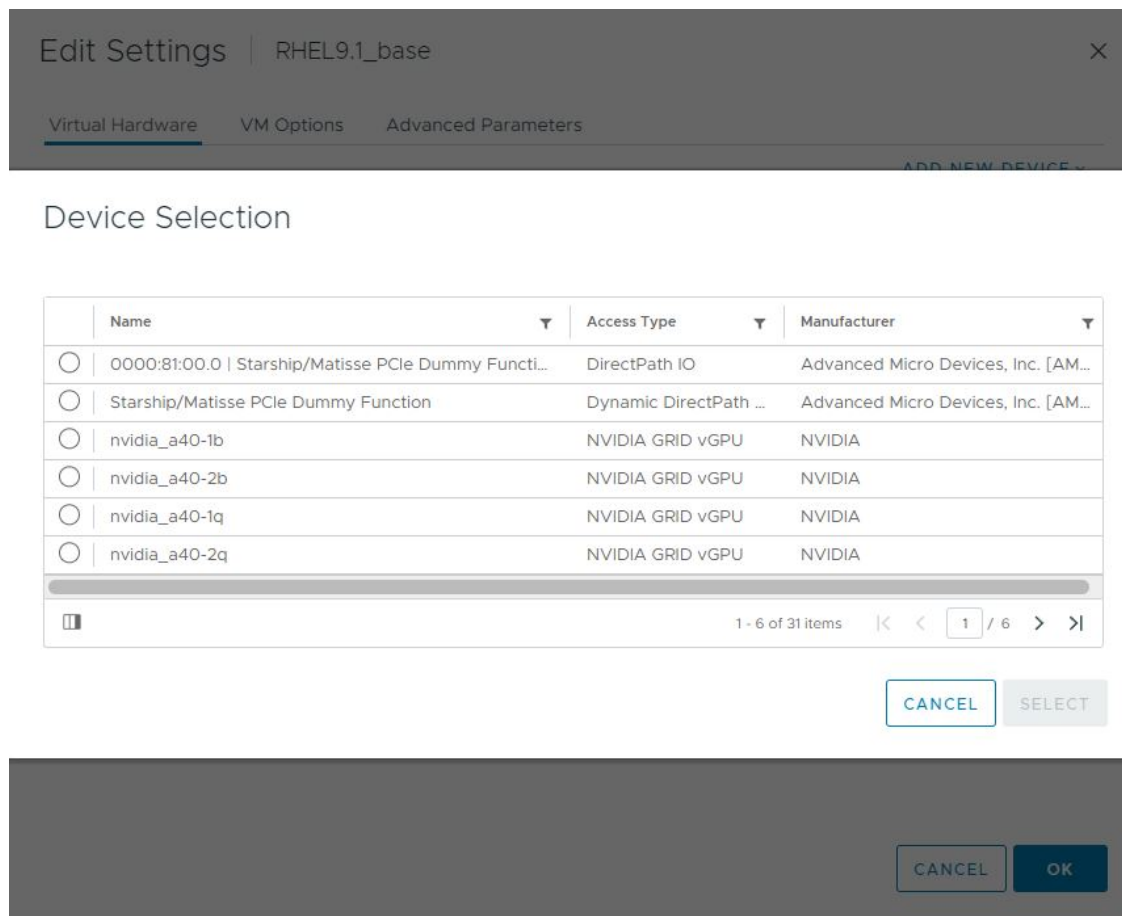 Edit Settings RHEL9.1_base
Virtual Hardware VM Options Advanced Parameters
ADD NEW DEVICE
Device Selection
Name Access Type Manufacturer
0000:81:00.0 | Starship/Matisse PCIe Dummy Functi... DirectPath IO Advanced Micro Devices, Inc. [AM...
Starship/Matisse PCIe Dummy Function Dynamic DirectPath ... Advanced Micro Devices, Inc. [AM...
nvidia_a40-1b NVIDIA GRID vGPU NVIDIA
nvidia_a40-2b NVIDIA GRID vGPU NVIDIA
nvidia_a40-1q NVIDIA GRID vGPU NVIDIA
nvidia_a40-2q NVIDIA GRID vGPU NVIDIA
1 - 6 of 31 items 1 / 6
CANCEL SELECT
CANCEL OK